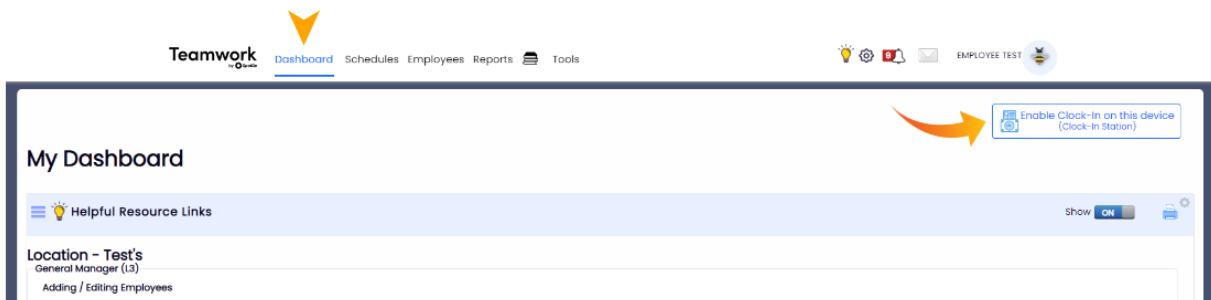 Teamwork
Dashboard Schedules Employees Reports Tools
9
EMPLOYEE TEST
Enable Clock-In on this device
(Clock-In Station)
My Dashboard
Helpful Resource Links
Show ON
Location - Test's
General Manager (L3)
Adding / Editing Employees